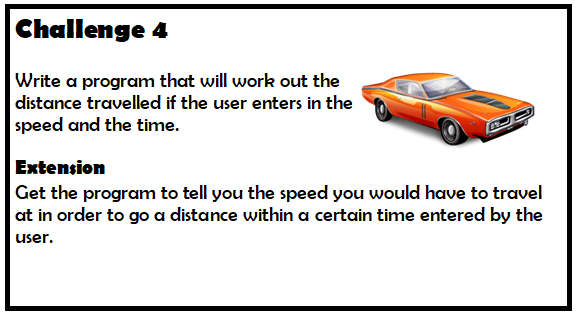 Challenge 4
Write a program that will work out the
distance travelled if the user enters in the
speed and the time.
Extension
Get the program to tell you the speed you would have to travel
at in order to go a distance within a certain time entered by the
user.